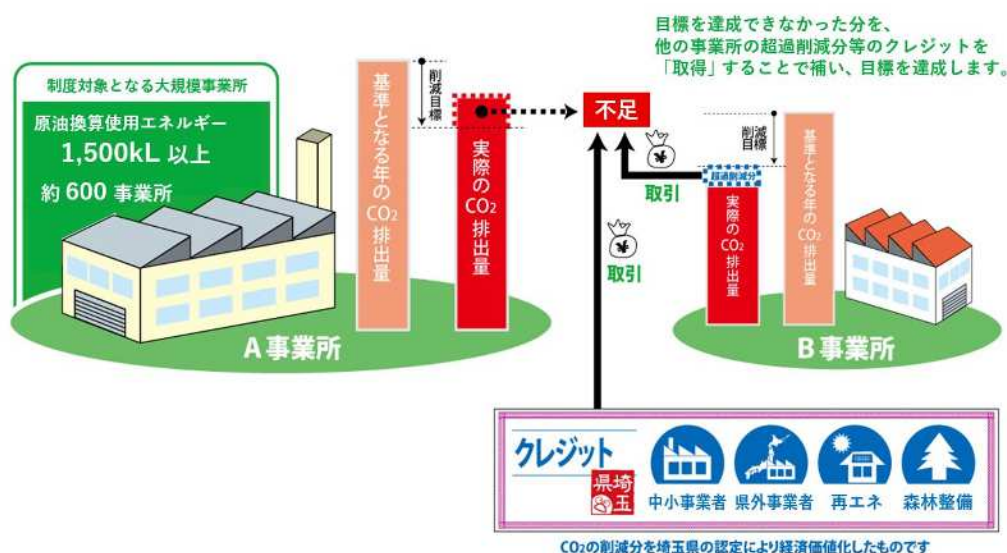 目標を達成できなかった分を、
他の事業所の超過削減分等のクレジットを
「取得」することで補い、目標を達成します。
制度対象となる大規模事業所
原油換算使用エネルギー
1,500kL 以上
約 600 事業所
基準となる年のCO2排出量
削減目標
実際のCO2排出量
不足
¥
取引
¥
取引
削減
目標
超過削減分
実際のCO2排出量
基準となる年のCO2排出量
A 事業所
B 事業所
クレジット
埼玉県
中小事業者
県外事業者
再エネ
森林整備
CO2の削減分を埼玉県の認定により経済価値化したものです